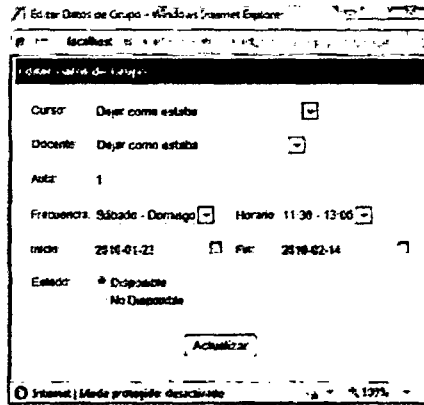 Editar Datos de Grupo - Windows Internet Explorer
localhost
Editar Datos de Grupo
Curso: Dejar como estaba
Docente: Dejar como estaba
Aula: 1
Frecuencia: Sábado - Domingo Horario: 11:30 - 13:00
Inicio: 2010-01-23 Fin: 2010-02-14
Estado: Disponible
No Disponible
Actualizar
Internet | Modo protegido: desactivado